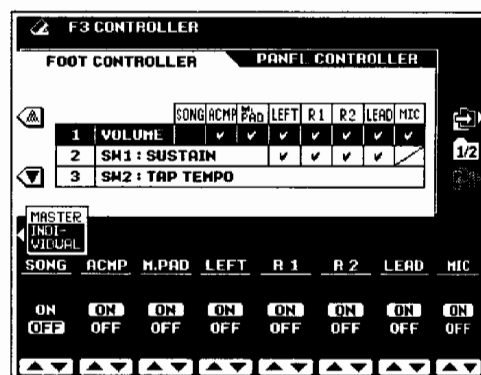 F3 CONTROLLER
FOOT CONTROLLER PANEL CONTROLLER
SONG ACMP M. PAD LEFT R1 R2 LEAD MIC
1 VOLUME
2 SW1 : SUSTAIN
3 SW2 : TAP TEMPO
1/2
MASTER
INDI-
VIDUAL
SONG ACMP M.PAD LEFT R1 R2 LEAD MIC
ON ON ON ON ON ON ON ON
OFF OFF OFF OFF OFF OFF OFF OFF